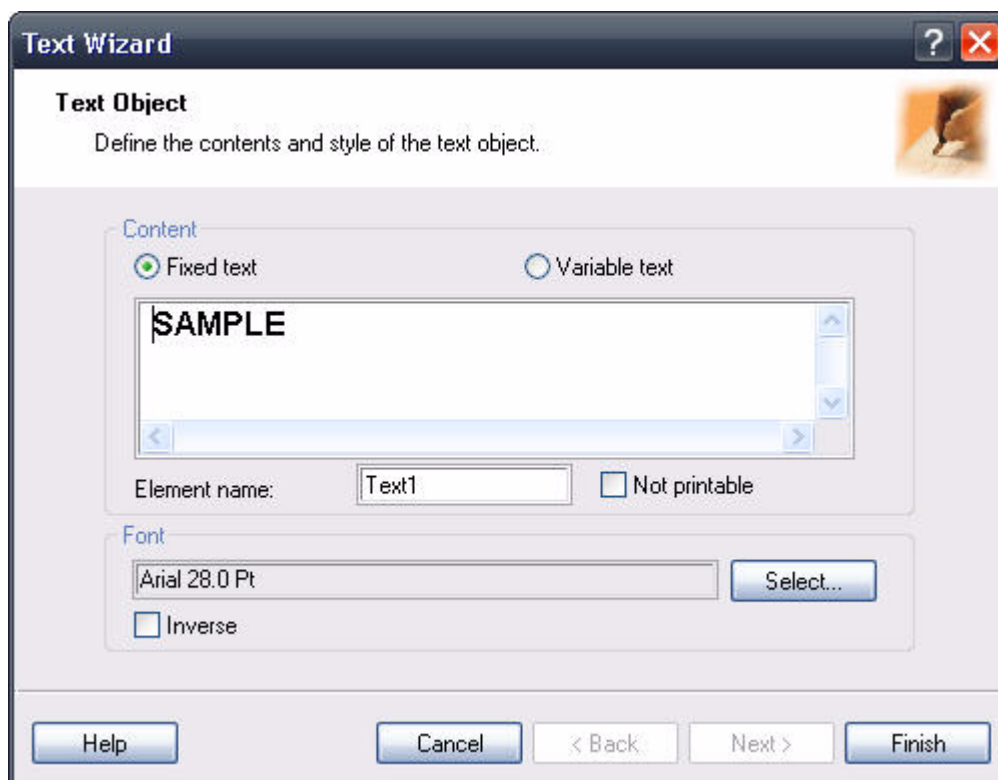 Text Wizard
Text Object
Define the contents and style of the text object.
Content
Fixed text Variable text
SAMPLE
Element name: Text1 Not printable
Font
Arial 28.0 Pt Select...
Inverse
Help Cancel < Back Next > Finish